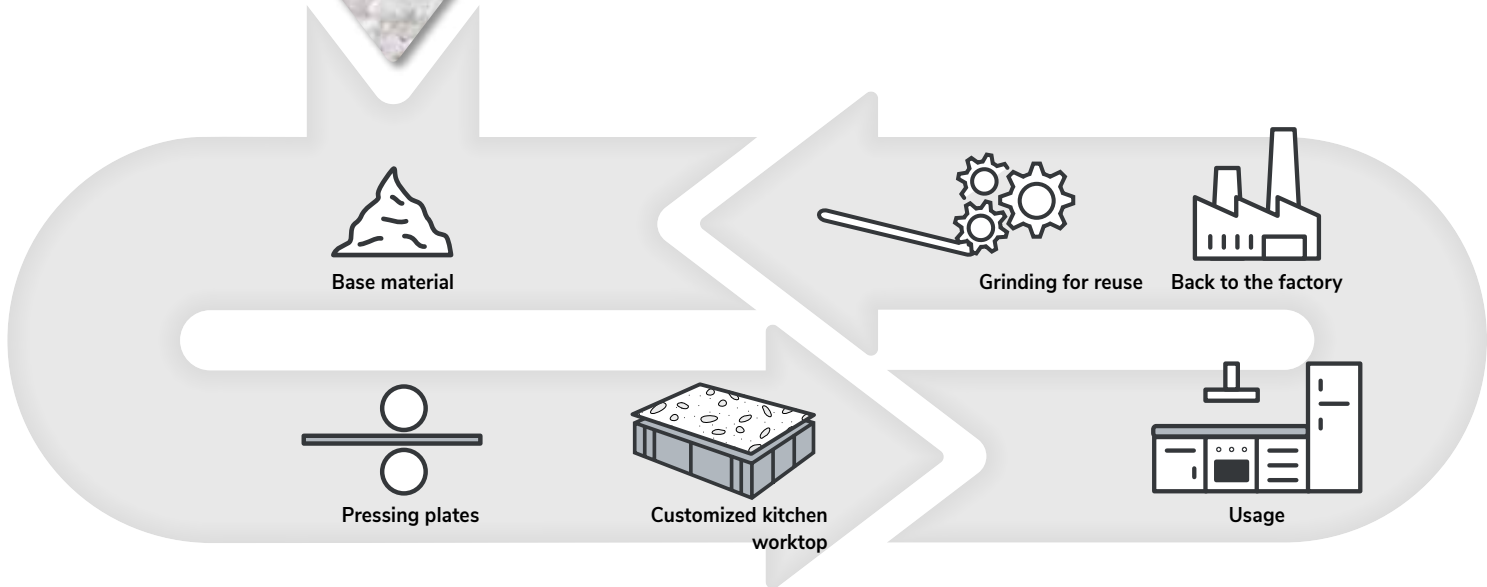 Base material
Grinding for reuse
Back to the factory
Pressing plates
Customized kitchen
worktop
Usage